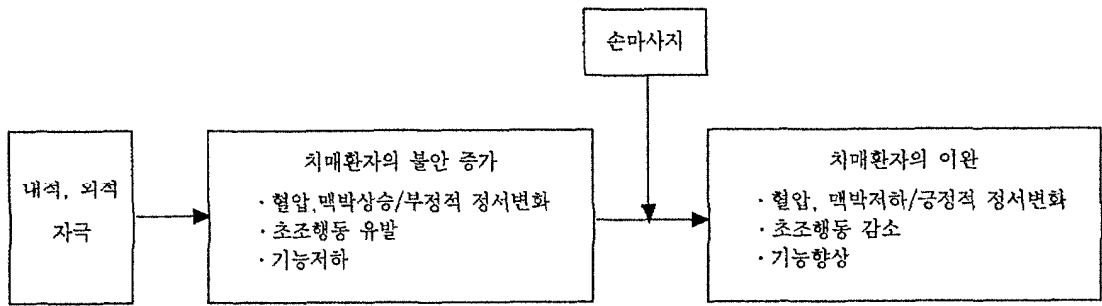 손마사지
내적, 외적
자극
치매환자의 불안 증가
· 혈압,맥박상승/부정적 정서변화
· 초조행동 유발
· 기능저하
치매환자의 이완
· 혈압, 맥박저하/긍정적 정서변화
· 초조행동 감소
· 기능향상